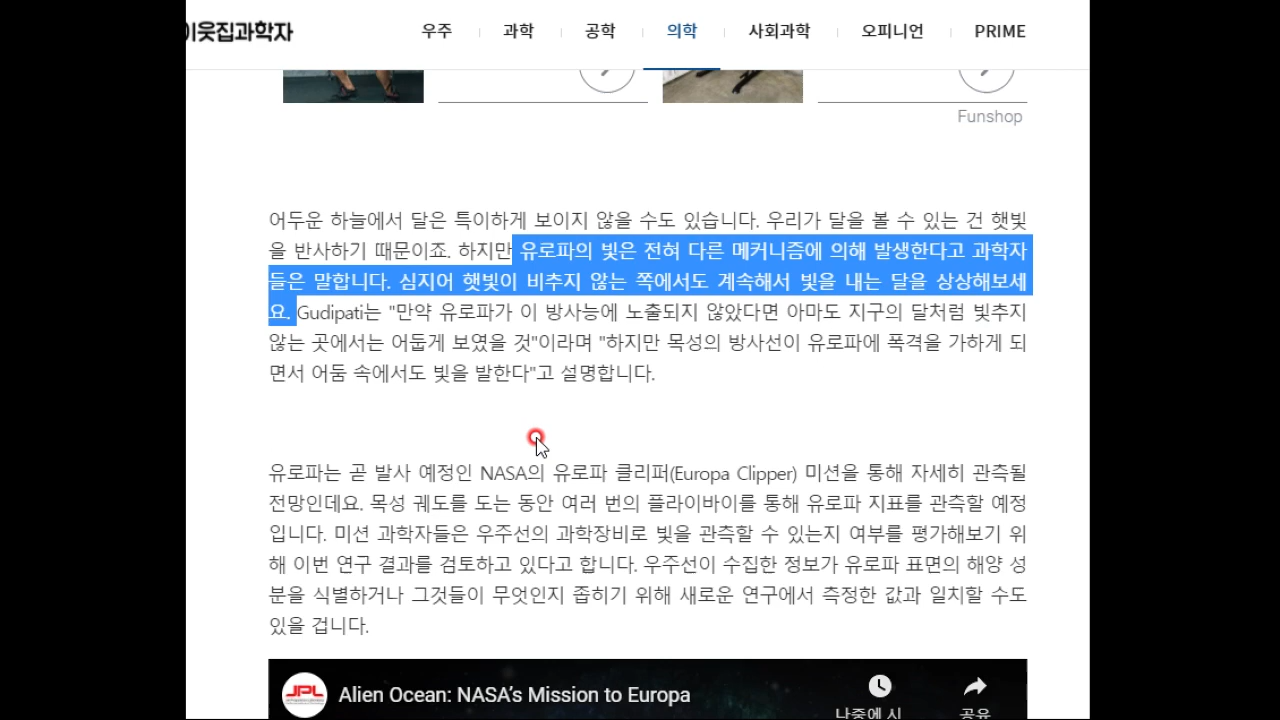 이웃집과학자
우주 과학 공학 의학 사회과학 오피니언 PRIME
Funshop
어두운 하늘에서 달은 특이하게 보이지 않을 수도 있습니다. 우리가 달을 볼 수 있는 건 햇빛
을 반사하기 때문이죠. 하지만 유로파의 빛은 전혀 다른 메커니즘에 의해 발생한다고 과학자
들은 말합니다. 심지어 햇빛이 비추지 않는 쪽에서도 계속해서 빛을 내는 달을 상상해보세
요. Gudipati는 "만약 유로파가 이 방사능에 노출되지 않았다면 아마도 지구의 달처럼 빛추지
않는 곳에서는 어둡게 보였을 것"이라며 "하지만 목성의 방사선이 유로파에 폭격을 가하게 되
면서 어둠 속에서도 빛을 발한다"고 설명합니다.
유로파는 곧 발사 예정인 NASA의 유로파 클리퍼(Europa Clipper) 미션을 통해 자세히 관측될
전망인데요. 목성 궤도를 도는 동안 여러 번의 플라이바이를 통해 유로파 지표를 관측할 예정
입니다. 미션 과학자들은 우주선의 과학장비로 빛을 관측할 수 있는지 여부를 평가해보기 위
해 이번 연구 결과를 검토하고 있다고 합니다. 우주선이 수집한 정보가 유로파 표면의 해양 성
분을 식별하거나 그것들이 무엇인지 좁히기 위해 새로운 연구에서 측정한 값과 일치할 수도
있을 겁니다.
JPL Alien Ocean: NASA's Mission to Europa
나중에 시 공유